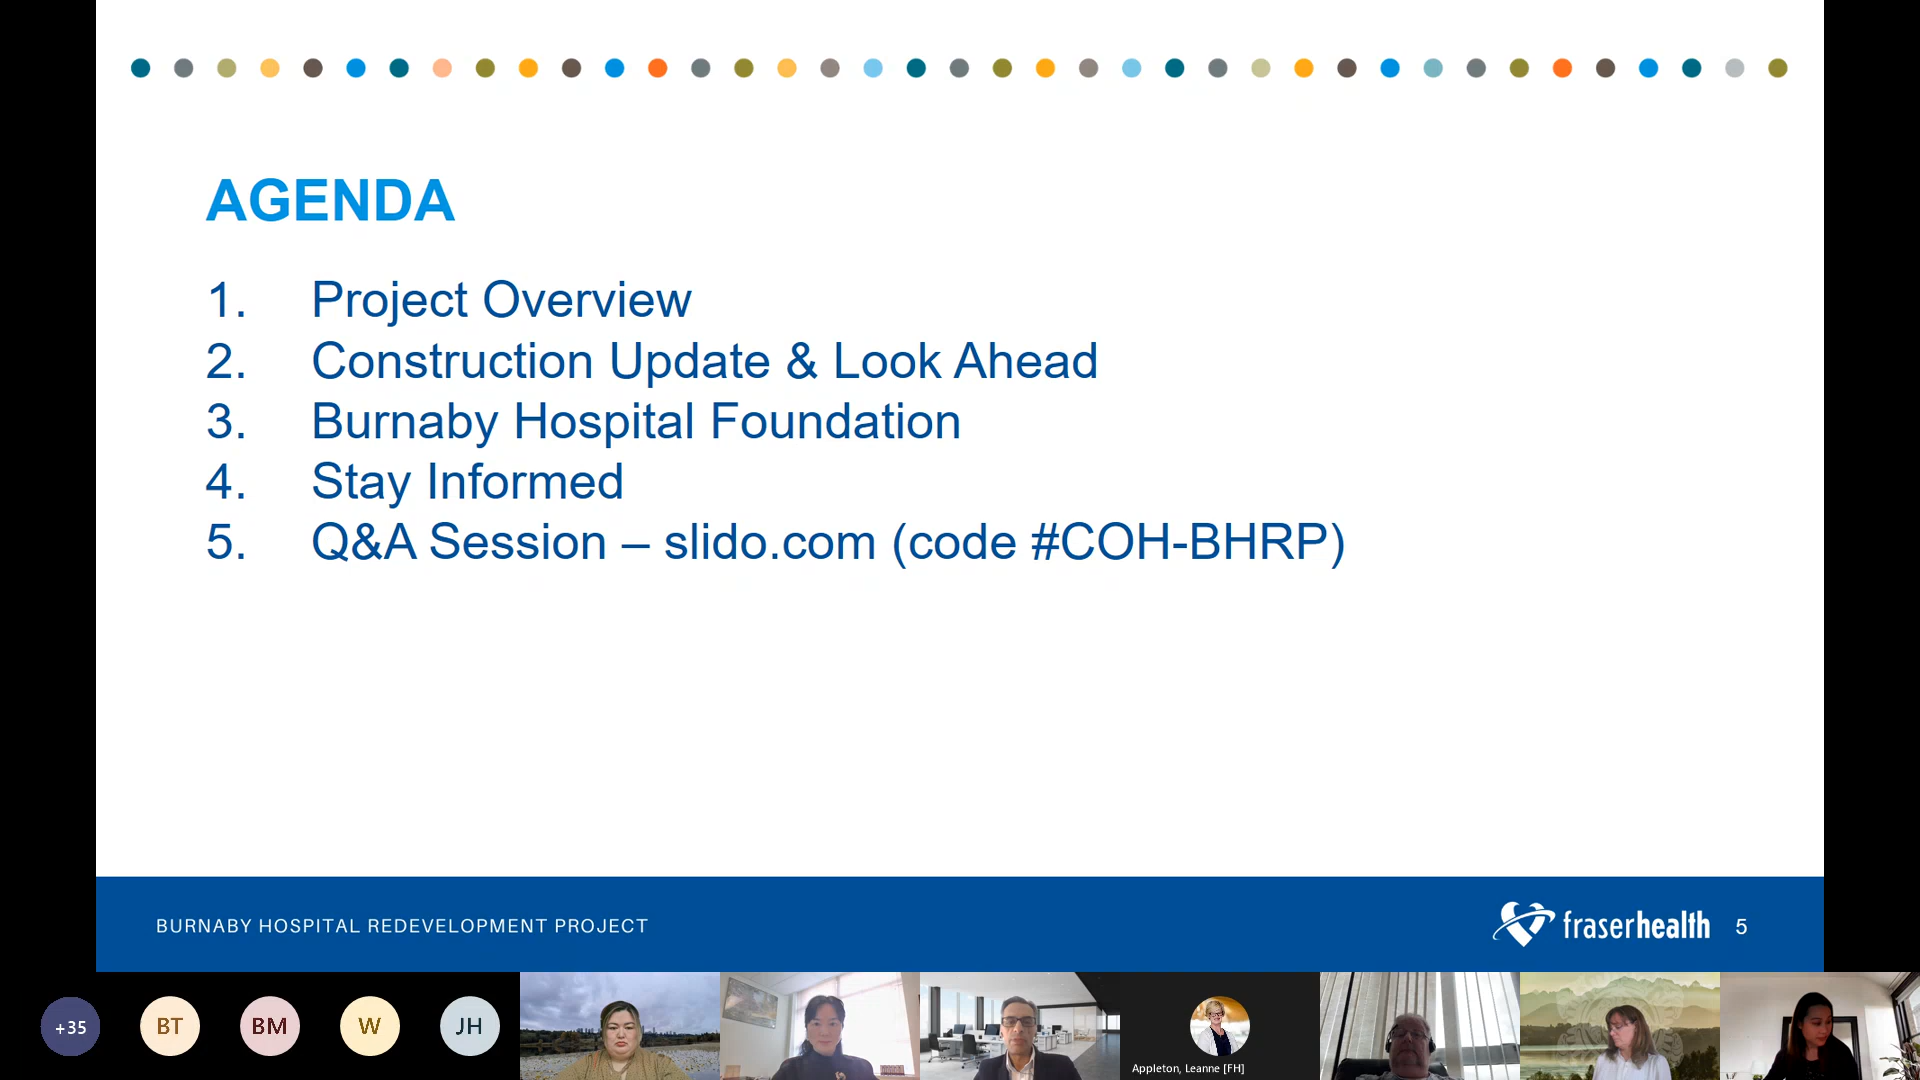 AGENDA
1. Project Overview
2. Construction Update & Look Ahead
3. Burnaby Hospital Foundation
4. Stay Informed
5. Q&A Session – slido.com (code #COH-BHRP)
BURNABY HOSPITAL REDEVELOPMENT PROJECT
fraserhealth
5
+35
BT
BM
W
JH
Appleton, Leanne [FH]